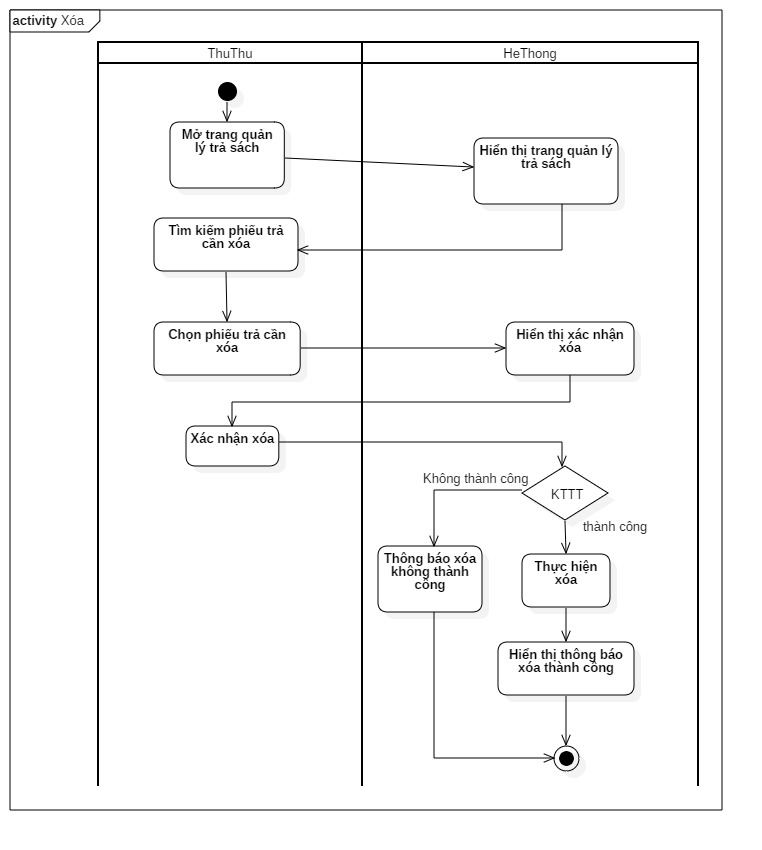 activity Xóa
ThuThu
HeThong
Mở trang quản
lý trả sách
Hiển thị trang quản lý
trả sách
Tìm kiếm phiếu trả
cần xóa
Chọn phiếu trả cần
xóa
Hiển thị xác nhận
xóa
Xác nhận xóa
KTTT
Không thành công
thành công
Thông báo xóa
không thành
công
Thực hiện
xóa
Hiển thị thông báo
xóa thành công